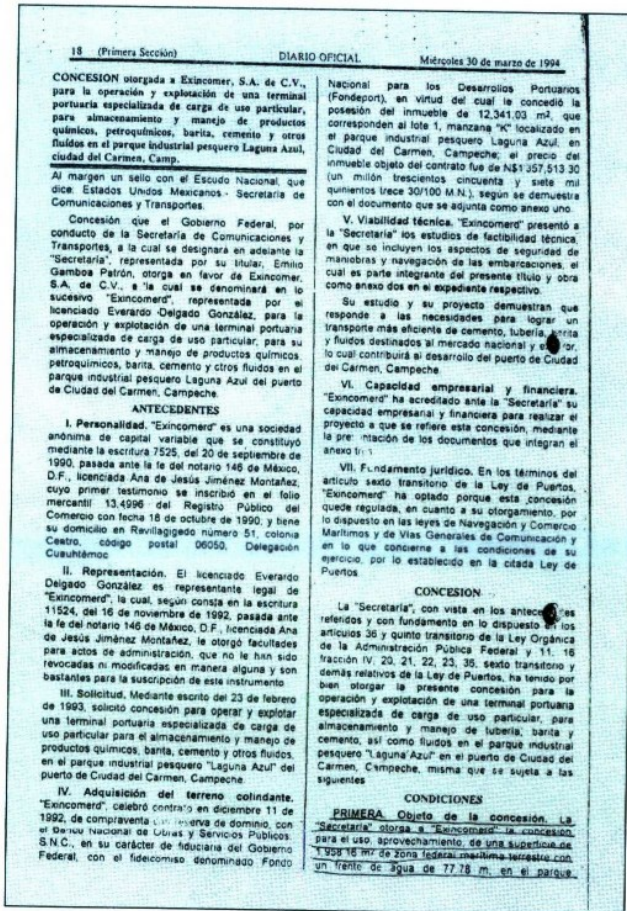 18 (Primera Sección) DIARIO OFICIAL Miércoles 30 de marzo de 1994
CONCESION otorgada a Exincomer, S.A. de C.V.,
para la operación y explotación de una terminal
portuaria especializada de carga de uso particular,
para almacenamiento y manejo de productos
químicos, petroquímicos, barita, cemento y otros
fluidos en el parque industrial pesquero Laguna Azul,
ciudad del Carmen, Camp.
Al margen un sello con el Escudo Nacional, que
dice: Estados Unidos Mexicanos.- Secretaría de
Comunicaciones y Transportes.
Concesión que el Gobierno Federal, por
conducto de la Secretaría de Comunicaciones y
Transportes, a la cual se designará en adelante la
"Secretaría", representada por su titular, Emilio
Gamboa Patrón, otorga en favor de Exincomer,
S.A. de C.V., a la cual se denominará en lo
sucesivo "Exincomerd", representada por el
licenciado Everardo Delgado González, para la
operación y explotación de una terminal portuaria
especializada de carga de uso particular, para su
almacenamiento y manejo de productos químicos,
petroquímicos, barita, cemento y otros fluidos en el
parque industrial pesquero Laguna Azul del puerto
de Ciudad del Carmen, Campeche.
ANTECEDENTES
I. Personalidad. "Exincomerd" es una sociedad
anónima de capital variable que se constituyó
mediante la escritura 7525, del 20 de septiembre de
1990, pasada ante la fe del notario 146 de México,
D.F., licenciada Ana de Jesús Jiménez Montañez,
cuyo primer testimonio se inscribió en el folio
mercantil 13,4996 del Registro Público del
Comercio con fecha 18 de octubre de 1990; y tiene
su domicilio en Revillagigedo número 51, colonia
Centro, código postal 06050, Delegación
Cuauhtémoc
II. Representación. El licenciado Everardo
Delgado González es representante legal de
"Exincomerd", la cual, según consta en la escritura
11524, del 16 de noviembre de 1992, pasada ante
la fe del notario 146 de México, D.F., licenciada Ana
de Jesús Jiménez Montañez, le otorgó facultades
para actos de administración, que no le han sido
revocadas ni modificadas en manera alguna y son
bastantes para la suscripción de este instrumento
III. Solicitud. Mediante escrito del 23 de febrero
de 1993, solicitó concesión para operar y explotar
una terminal portuaria especializada de carga de
uso particular para el almacenamiento y manejo de
productos químicos, barita, cemento y otros fluidos,
en el parque industrial pesquero "Laguna Azul" del
puerto de Ciudad del Carmen, Campeche.
IV. Adquisición del terreno colindante.
"Exincomerd", celebró contrato en diciembre 11 de
1992, de compraventa con reserva de dominio, con
el Banco Nacional de Obras y Servicios Públicos,
S.N.C., en su carácter de fiduciaria del Gobierno
Federal, con el fideicomiso denominado Fondo
Nacional para los Desarrollos Portuarios
(Fondeport), en virtud del cual le concedió la
posesión del inmueble de 12,341.03 m², que
corresponden al lote 1, manzana "K" localizado en
el parque industrial pesquero Laguna Azul, en
Ciudad del Carmen, Campeche; el precio del
inmueble objeto del contrato fue de N$1'357,513.30
(un millón trescientos cincuenta y siete mil
quinientos trece 30/100 M.N.), según se demuestra
con el documento que se adjunta como anexo uno.
V. Viabilidad técnica. "Exincomerd" presentó a
la "Secretaría" los estudios de factibilidad técnica,
en que se incluyen los aspectos de seguridad de
maniobras y navegación de las embarcaciones, el
cual es parte integrante del presente título y obra
como anexo dos en el expediente respectivo.
Su estudio y su proyecto demuestran que
responde a las necesidades para lograr un
transporte más eficiente de cemento, tubería, barita
y fluidos destinados al mercado nacional y
lo cual contribuirá al desarrollo del puerto de Ciudad
del Carmen, Campeche.
VI. Capacidad empresarial y financiera.
"Exincomerd" ha acreditado ante la "Secretaría" su
capacidad empresarial y financiera para realizar el
proyecto a que se refiere esta concesión, mediante
la presentación de los documentos que integran el
anexo tres
VII. Fundamento jurídico. En los términos del
artículo sexto transitorio de la Ley de Puertos,
"Exincomerd" ha optado porque esta concesión
quede regulada, en cuanto a su otorgamiento, por
lo dispuesto en las leyes de Navegación y Comercio
Marítimos y de Vías Generales de Comunicación y
en lo que concierne a las condiciones de su
ejercicio, por lo establecido en la citada Ley de
Puertos
CONCESION
La "Secretaría", con vista en los antecedentes
referidos y con fundamento en lo dispuesto en los
artículos 36 y quinto transitorio de la Ley Orgánica
de la Administración Pública Federal y 11, 16
fracción IV, 20, 21, 22, 23, 36, sexto transitorio y
demás relativos de la Ley de Puertos, ha tenido por
bien otorgar la presente concesión para la
operación y explotación de una terminal portuaria
especializada de carga de uso particular, para
almacenamiento y manejo de tubería, barita y
cemento, así como fluidos en el parque industrial
pesquero "Laguna Azul" en el puerto de Ciudad del
Carmen, Campeche, misma que se sujeta a las
siguientes
CONDICIONES
PRIMERA. Objeto de la concesión. La
"Secretaría" otorga a "Exincomerd" la concesión
para el uso, aprovechamiento, de una superficie de
1,958.16 m² de zona federal marítima terrestre con
un frente de agua de 77.78 m, en el parque